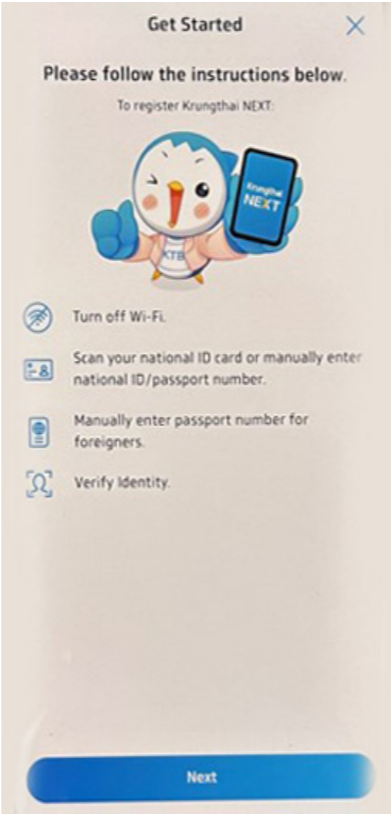 Get Started
Please follow the instructions below.
To register Krungthai NEXT:
Krungthai
NEXT
KTB
Turn off Wi-Fi.
Scan your national ID card or manually enter
national ID/passport number.
Manually enter passport number for
foreigners.
Verify Identity.
Next